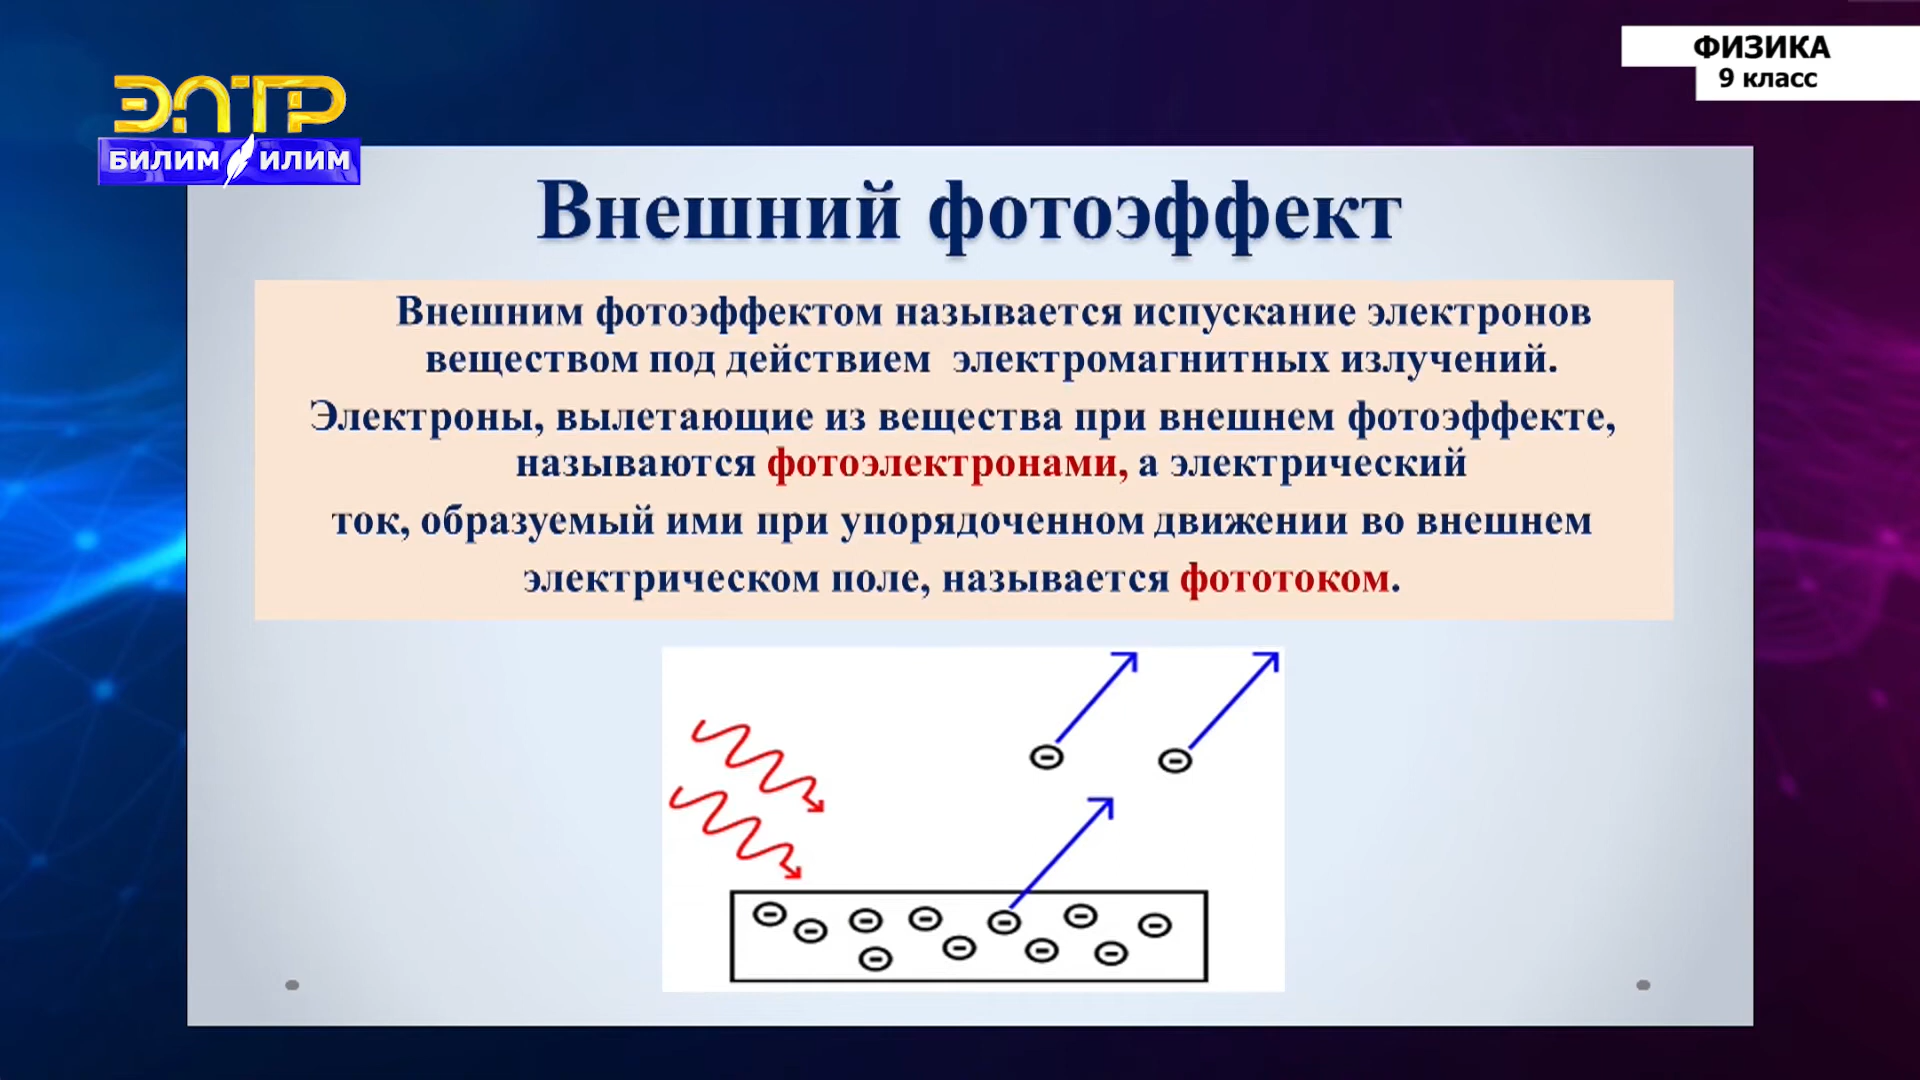 ФИЗИКА
9 класс
ЭЛТР
БИЛИМ ИЛИМ
Внешний фотоэффект
Внешним фотоэффектом называется испускание электронов
веществом под действием электромагнитных излучений.
Электроны, вылетающие из вещества при внешнем фотоэффекте,
называются фотоэлектронами, а электрический
ток, образуемый ими при упорядоченном движении во внешнем
электрическом поле, называется фототоком.